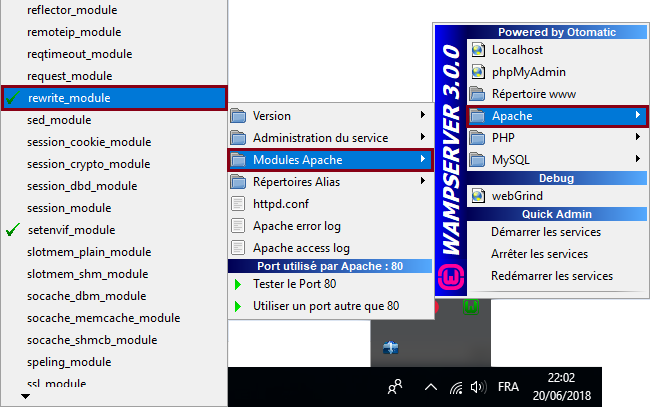 reflector_module
remoteip_module
reqtimeout_module
request_module
rewrite_module
sed_module
session_cookie_module
session_crypto_module
session_dbd_module
session_module
setenvif_module
slotmem_plain_module
slotmem_shm_module
socache_dbm_module
socache_memcache_module
socache_shmcb_module
speling_module
ssl_module
Version
Administration du service
Modules Apache
Répertoires Alias
httpd.conf
Apache error log
Apache access log
Port utilisé par Apache : 80
Tester le Port 80
Utiliser un port autre que 80
WAMPSERVER 3.0.0
Powered by Otomatic
Localhost
phpMyAdmin
Répertoire www
Apache
PHP
MySQL
Debug
webGrind
Quick Admin
Démarrer les services
Arrêter les services
Redémarrer les services
FRA
22:02
20/06/2018